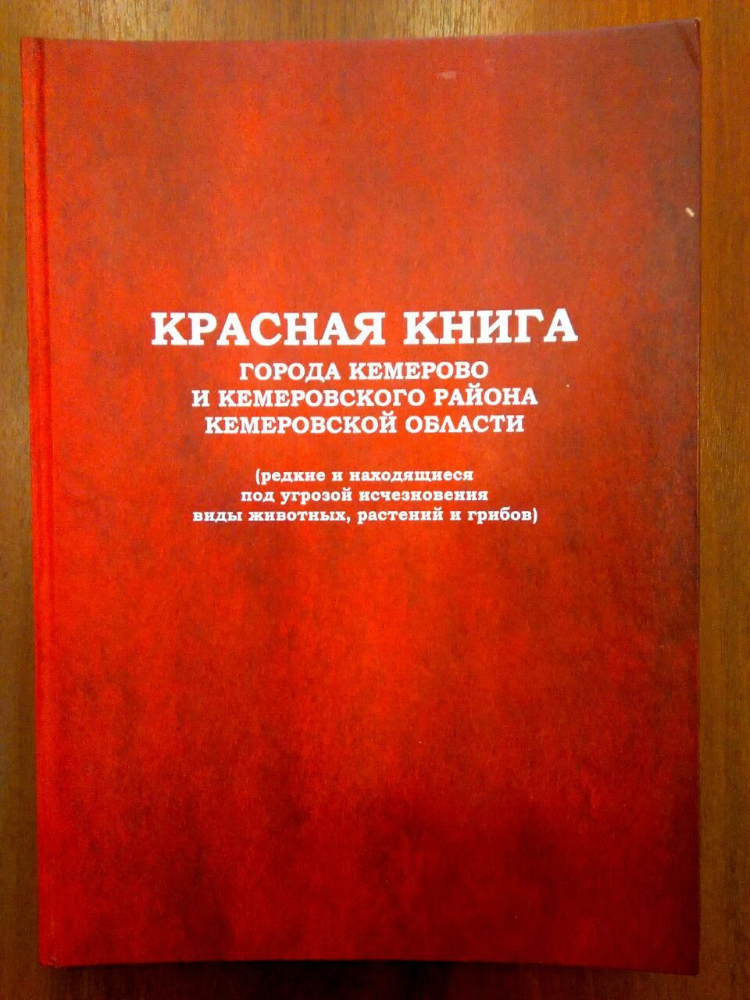 КРАСНАЯ КНИГА
ГОРОДА КЕМЕРОВО
И КЕМЕРОВСКОГО РАЙОНА
КЕМЕРОВСКОЙ ОБЛАСТИ
(редкие и находящиеся
под угрозой исчезновения
виды животных, растений и грибов)